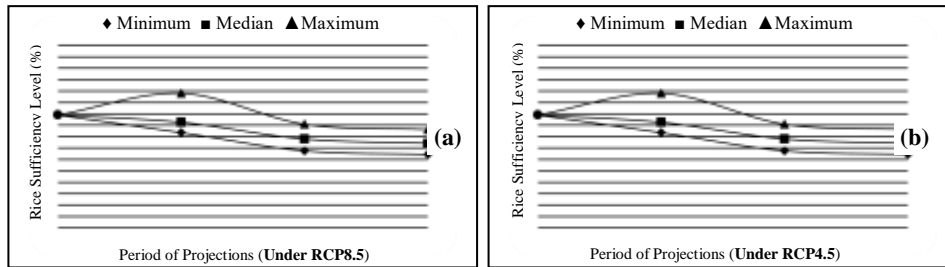 ♦ Minimum ■ Median ▲ Maximum
Rice Sufficiency Level (%)
(a)
Period of Projections (Under RCP8.5)
♦ Minimum ■ Median ▲ Maximum
Rice Sufficiency Level (%)
(b)
Period of Projections (Under RCP4.5)